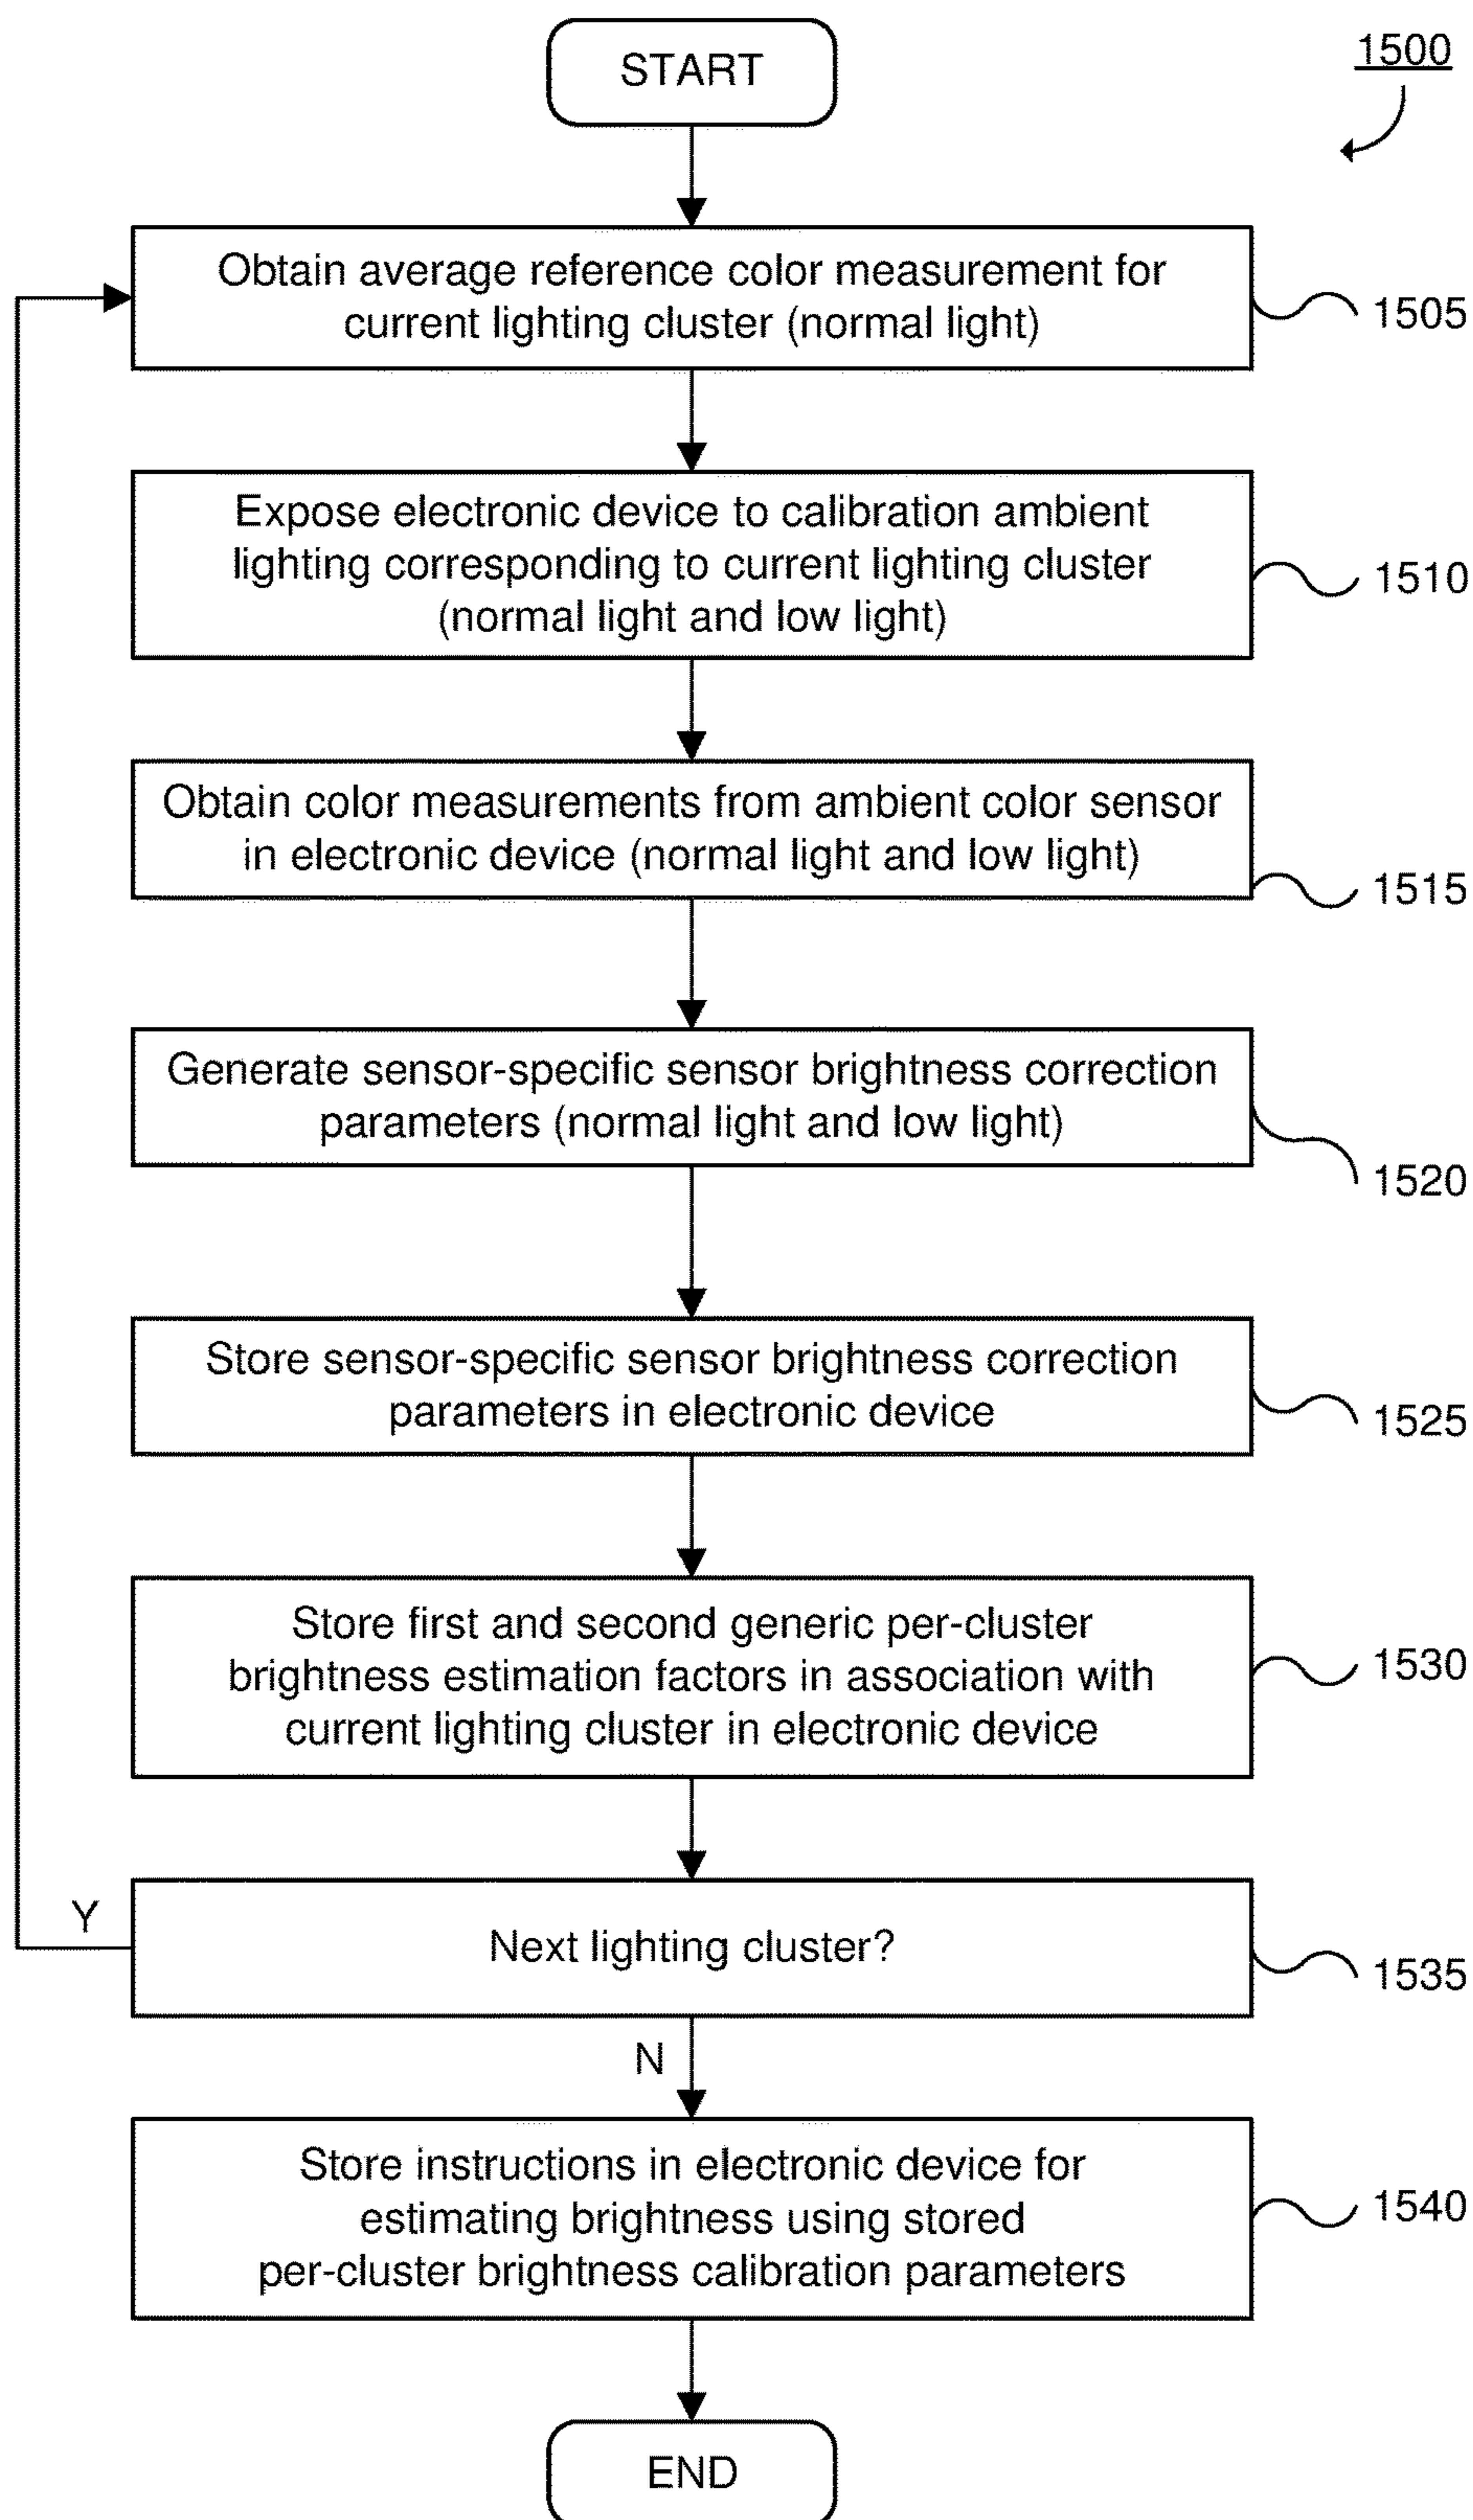 START
1500
Obtain average reference color measurement for
current lighting cluster (normal light)
1505
Expose electronic device to calibration ambient
lighting corresponding to current lighting cluster
(normal light and low light)
1510
Obtain color measurements from ambient color sensor
in electronic device (normal light and low light)
1515
Generate sensor-specific sensor brightness correction
parameters (normal light and low light)
1520
Store sensor-specific sensor brightness correction
parameters in electronic device
1525
Store first and second generic per-cluster
brightness estimation factors in association with
current lighting cluster in electronic device
1530
Y
Next lighting cluster?
1535
N
Store instructions in electronic device for
estimating brightness using stored
per-cluster brightness calibration parameters
1540
END